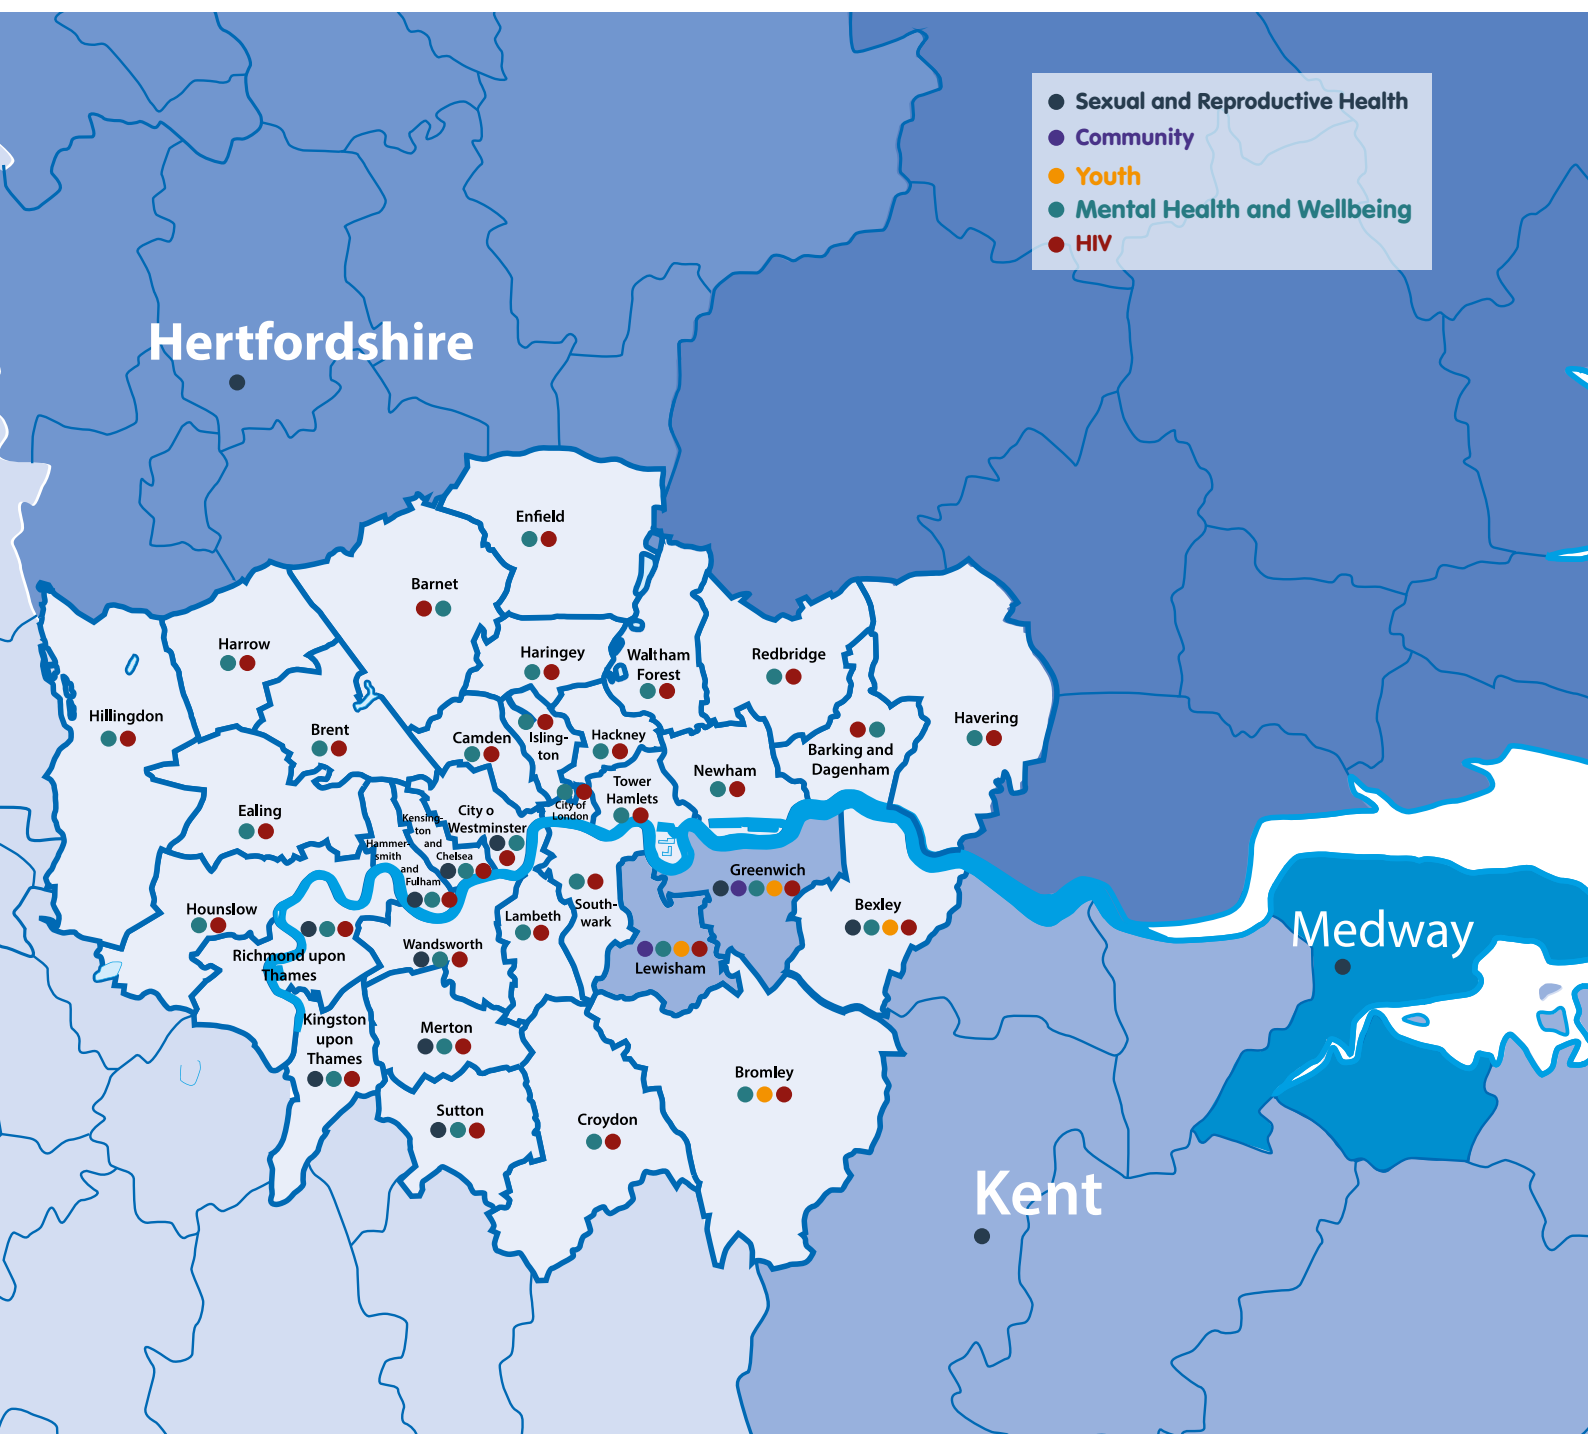 Sexual and Reproductive Health
Community
Youth
Mental Health and Wellbeing
HIV
Hertfordshire
Enfield
Barnet
Harrow
Haringey
Waltham
Forest
Redbridge
Hillingdon
Brent
Camden
Isling-
ton
Hackney
Havering
Barking and
Dagenham
Newham
Tower
Hamlets
City of
London
Ealing
City o
Westminster
Kensing-
ton
and
Chelsea
Hammer-
smith
and
Fulham
Greenwich
Hounslow
Lambeth
South-
wark
Bexley
Medway
Richmond upon
Thames
Wandsworth
Lewisham
Kingston
upon
Thames
Merton
Bromley
Sutton
Croydon
Kent